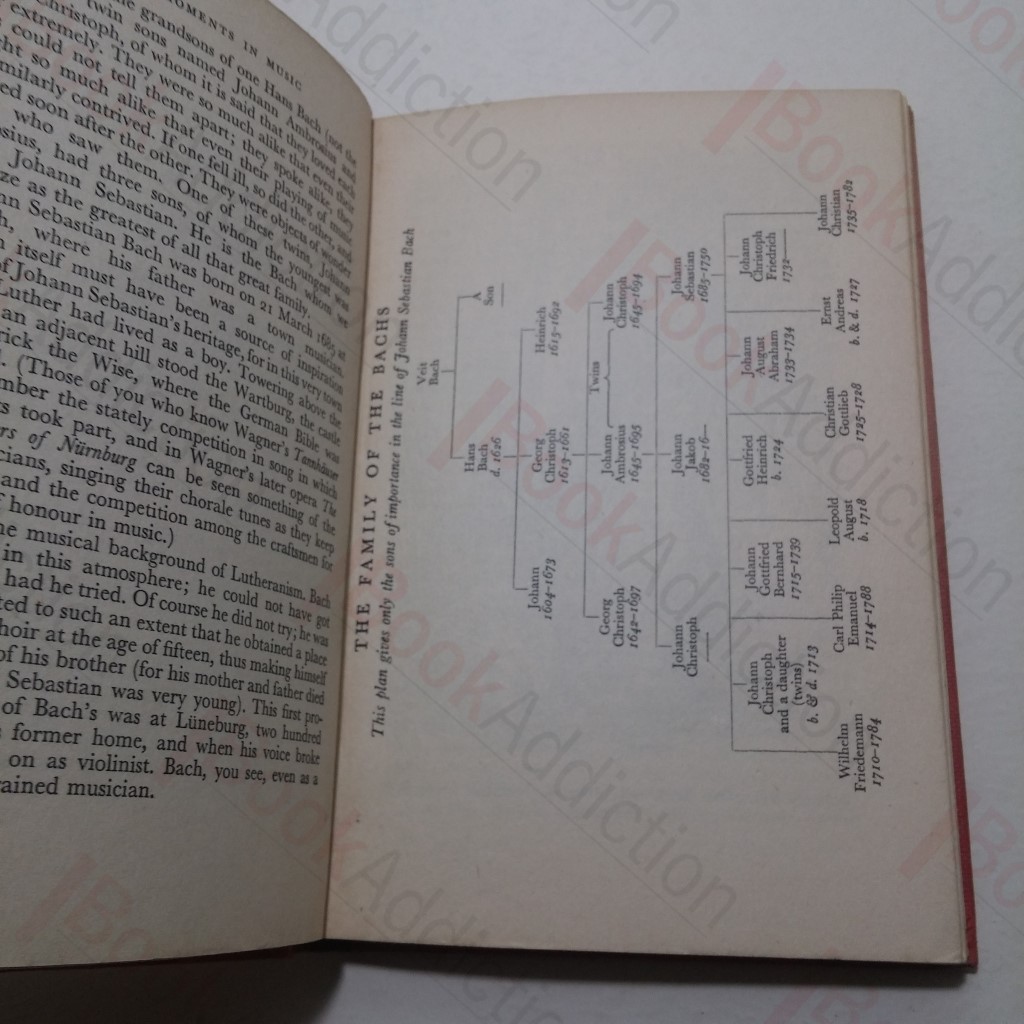 MOMENTS IN MUSIC
the grandsons of one Hans Bach (not the
twin sons named Johann Ambrosius and
Christoph, of whom it is said that they loved each
extremely. They were so much alike that even their
could not tell them apart; they spoke alike, they
so much alike that even their playing of music
similarly contrived. If one fell ill, so did the other, and
soon after the other. They were objects of wonder
who saw them. One of these twins, Johann
had three sons, of whom the youngest was
Johann Sebastian. He is the Bach whom we
as the greatest of all that great family.
Sebastian Bach was born on 21 March 1685 at
where his father was a town musician.
itself must have been a source of inspiration
of Johann Sebastian's heritage, for in this very town
Luther had lived as a boy. Towering above the
an adjacent hill stood the Wartburg, the castle
the Wise, where the German Bible was
(Those of you who know Wagner's Tannhäuser
the stately competition in song in which
took part, and in Wagner's later opera The
of Nürnburg can be seen something of the
singing their chorale tunes as they keep
and the competition among the craftsmen for
honour in music.)
musical background of Lutheranism. Bach
in this atmosphere; he could not have got
had he tried. Of course he did not try; he was
to such an extent that he obtained a place
choir at the age of fifteen, thus making himself
of his brother (for his mother and father died
Sebastian was very young). This first pro-
of Bach's was at Lüneburg, two hundred
former home, and when his voice broke
on as violinist. Bach, you see, even as a
trained musician.
THE FAMILY OF THE BACHS
This plan gives only the sons of importance in the line of Johann Sebastian Bach
Veit
Bach
Hans
Bach
d. 1626
A
Son
Johann
1604–1673
Georg
Christoph
1613–1661
Heinrich
1615–1692
Georg
Christoph
1642–1697
Johann
Ambrosius
1645–1695
Twins
Johann
Christoph
1645–1694
Johann
Christoph
Johann
Jakob
1682–16—
Johann
Sebastian
1685–1750
Johann
Christoph
and a daughter
(twins)
b. & d. 1713
Johann
Gottfried
Bernhard
1715–1739
Gottfried
Heinrich
b. 1724
Johann
August
Abraham
1733–1734
Johann
Christoph
Friedrich
1732—
Wilhelm
Friedemann
1710–1784
Carl Philip
Emanuel
1714–1788
Leopold
August
b. 1718
Christian
Gottlieb
1725–1728
Ernst
Andreas
b. & d. 1727
Johann
Christian
1735–1782
BookAddiction